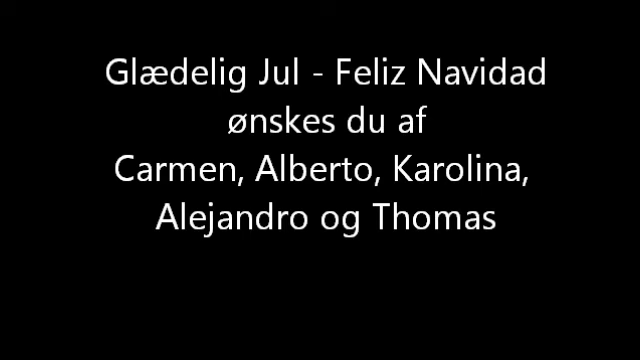 Glædelig Jul - Feliz Navidad
ønskes du af
Carmen, Alberto, Karolina,
Alejandro og Thomas